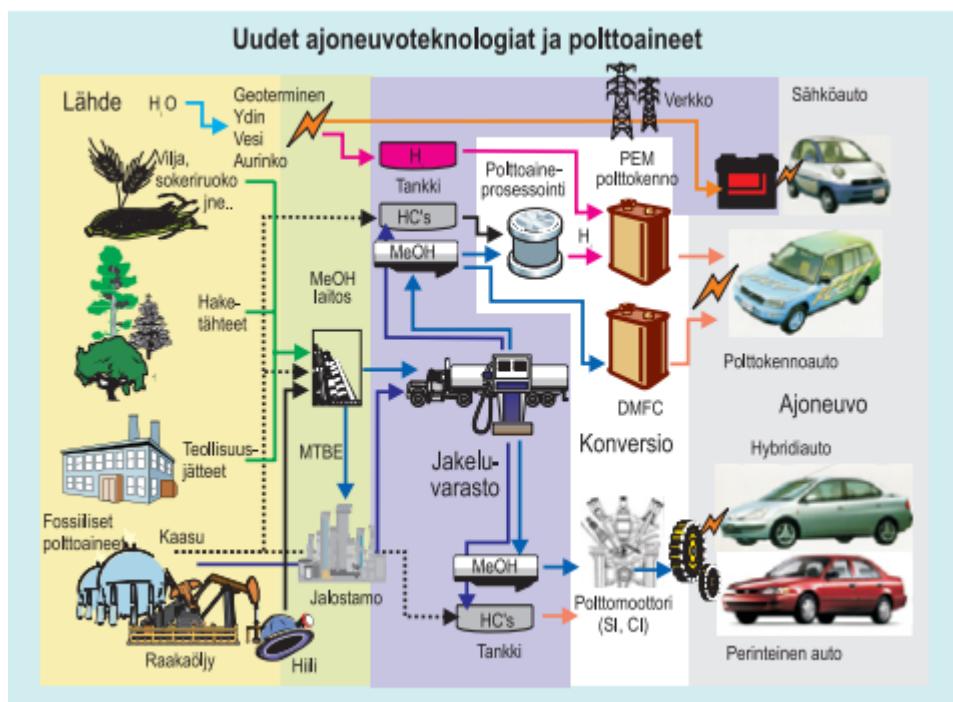 Uudet ajoneuvoteknologiat ja polttoaineet
Lähde
H₂O
Geoterminen
Ydin
Vesi
Aurinko
Verkko
Sähköauto
Vilja,
sokeriruoko
jne..
H
Tankki
Polttoaine-
prosessointi
PEM
polttokenno
HC's
MeOH
H
MeOH
laitos
Hake-
tähteet
Polttokennoauto
DMFC
Ajoneuvo
Konversio
Hybridiauto
Teollisuus-
jätteet
MTBE
Jakelu-
varasto
Fossiiliset
polttoaineet
Kaasu
MeOH
Jalostamo
HC's
Tankki
Polttomoottori
(SI, CI)
Raakaöljy
Hiili
Perinteinen auto